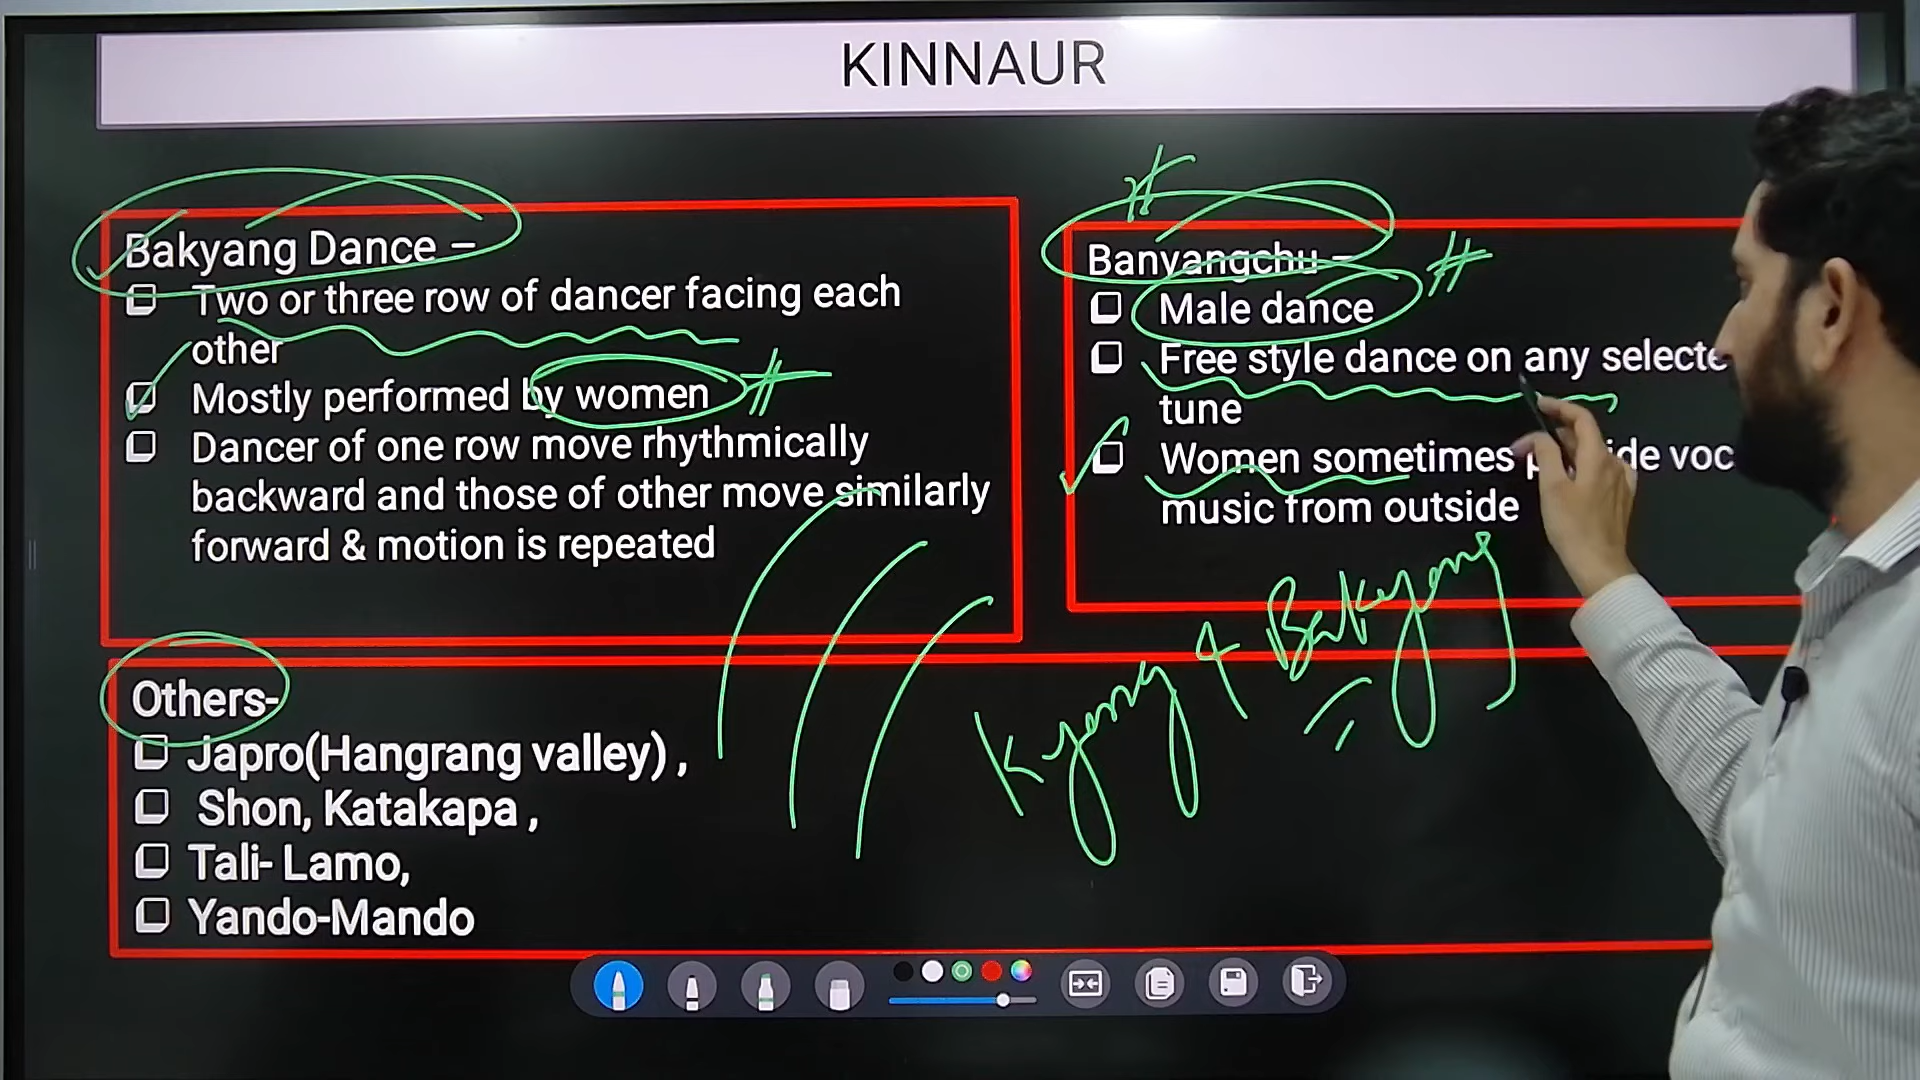 KINNAUR
Bakyang Dance –
Two or three row of dancer facing each
other
Mostly performed by women
Dancer of one row move rhythmically
backward and those of other move similarly
forward & motion is repeated
Banyangchu –
Male dance
Free style dance on any selecte
tune
Women sometimes voc
music from outside
Kyang & Bakyang
Others-
Japro(Hangrang valley) ,
Shon, Katakapa ,
Tali- Lamo,
Yando-Mando